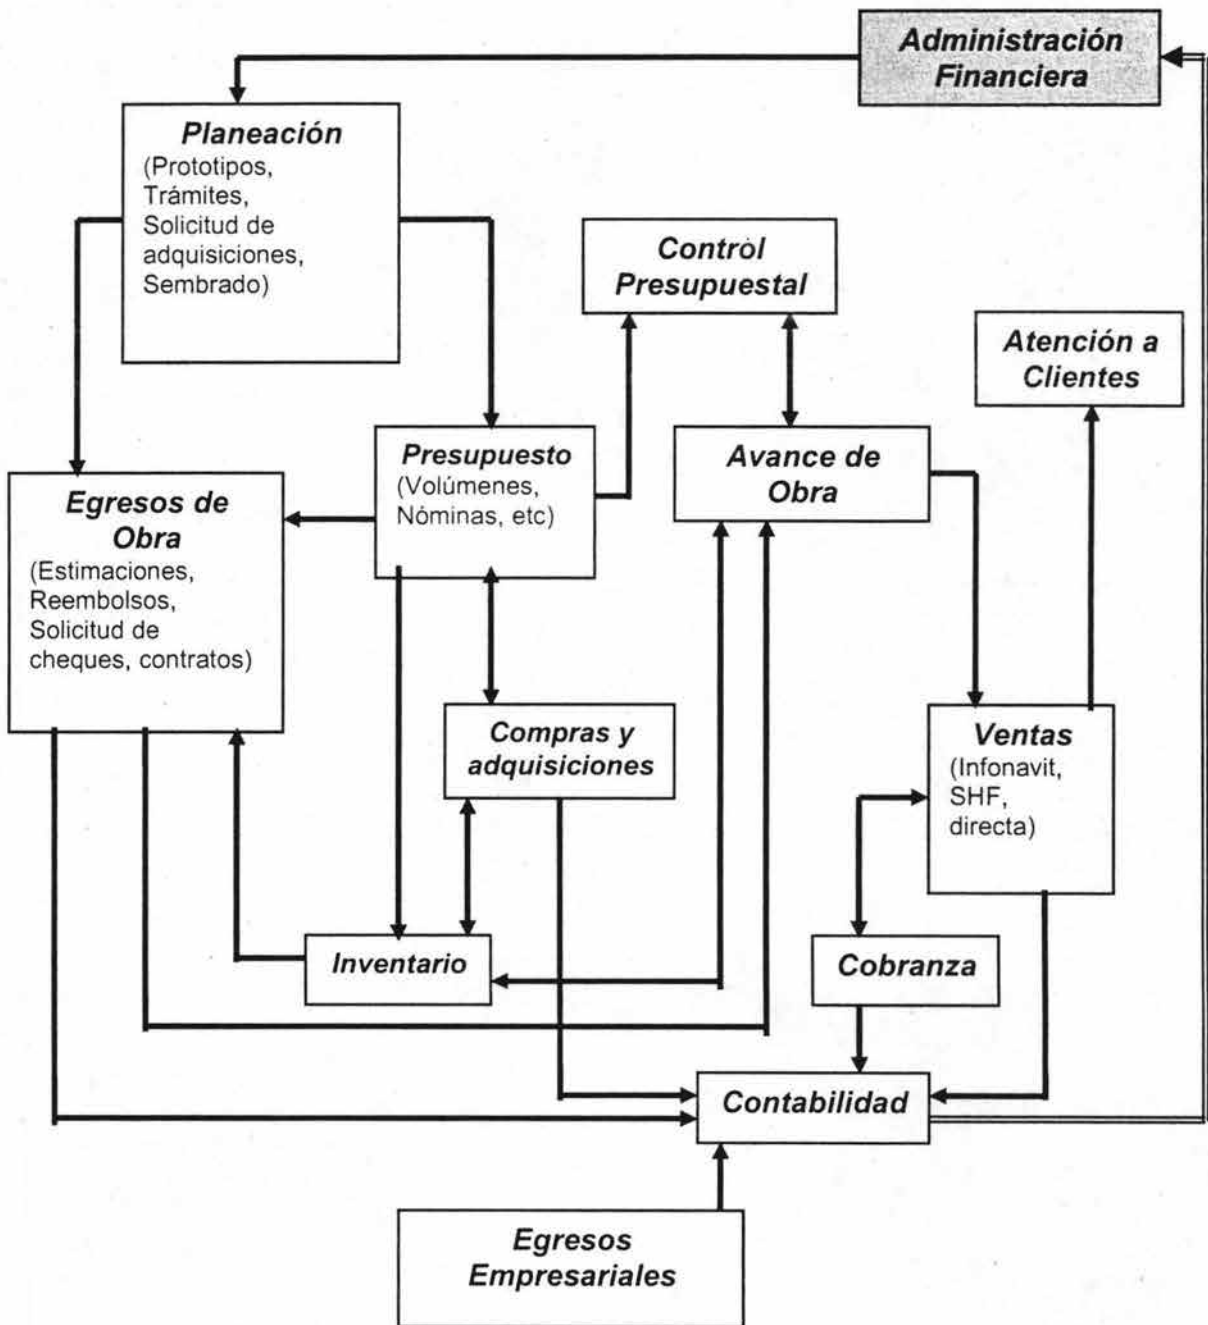 Administración
Financiera
Planeación
(Prototipos,
Trámites,
Solicitud de
adquisiciones,
Sembrado)
Control
Presupuestal
Atención a
Clientes
Presupuesto
(Volúmenes,
Nóminas, etc)
Avance de
Obra
Egresos de
Obra
(Estimaciones,
Reembolsos,
Solicitud de
cheques, contratos)
Compras y
adquisiciones
Ventas
(Infonavit,
SHF,
directa)
Inventario
Cobranza
Contabilidad
Egresos
Empresariales